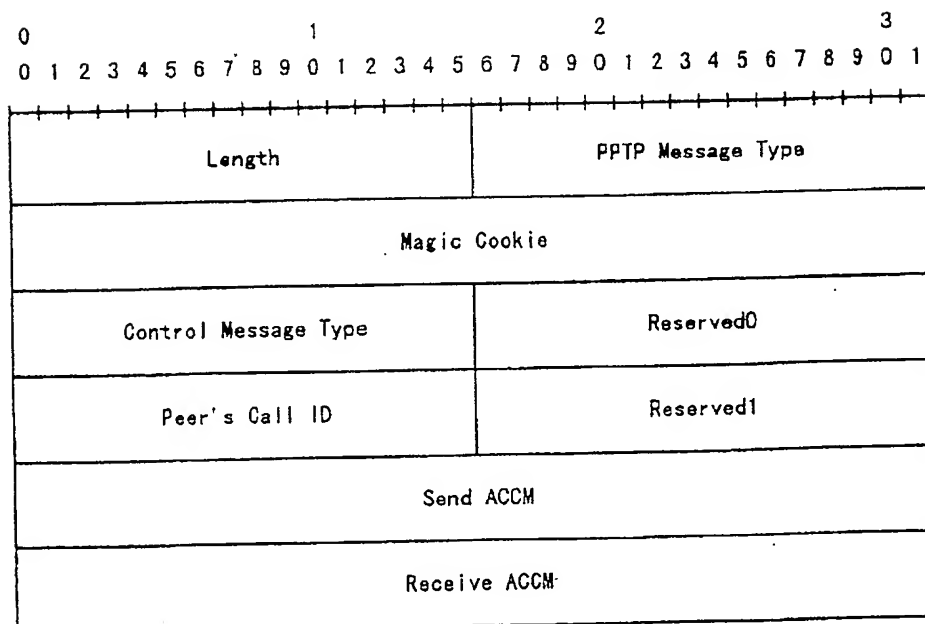 0 1 2 3
0 1 2 3 4 5 6 7 8 9 0 1 2 3 4 5 6 7 8 9 0 1 2 3 4 5 6 7 8 9 0 1
Length PPTP Message Type
Magic Cookie
Control Message Type Reserved0
Peer's Call ID Reserved1
Send ACCM
Receive ACCM